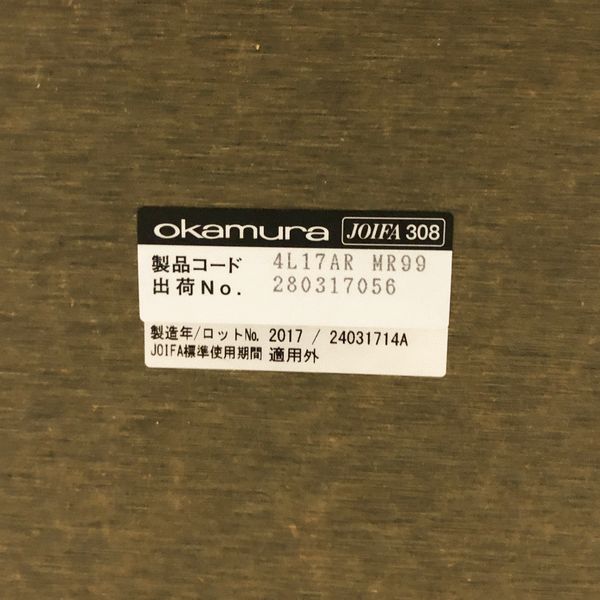 okamura JOIFA 308
製品コード 4L17AR MR99
出荷No. 280317056
製造年/ロット№ 2017 / 24031714A
JOIFA標準使用期間 適用外